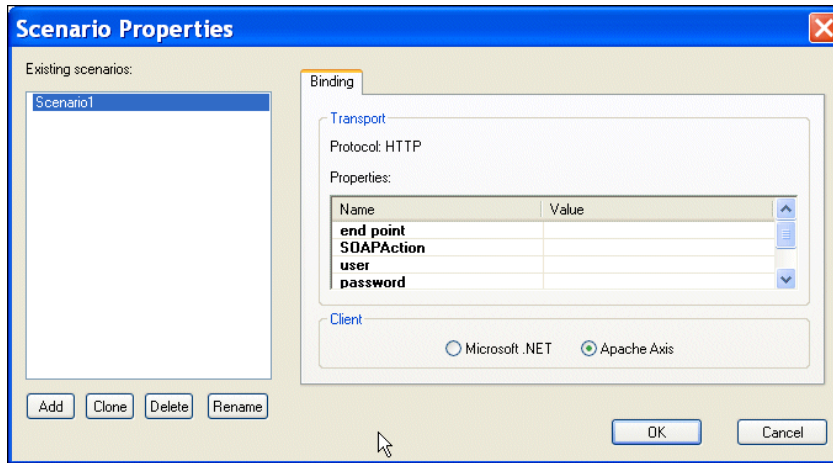 Scenario Properties
Existing scenarios:
Scenario1
Add Clone Delete Rename
Binding
Transport
Protocol: HTTP
Properties:
Name Value
end point
SOAPAction
user
password
Client
Microsoft .NET Apache Axis
OK Cancel